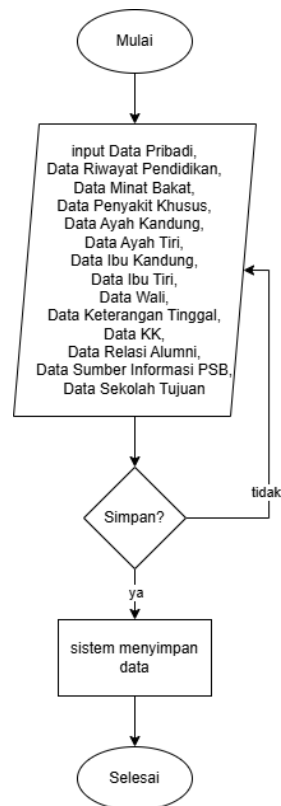 Mulai
input Data Pribadi,
Data Riwayat Pendidikan,
Data Minat Bakat,
Data Penyakit Khusus,
Data Ayah Kandung,
Data Ayah Tiri,
Data Ibu Kandung,
Data Ibu Tiri,
Data Wali,
Data Keterangan Tinggal,
Data KK,
Data Relasi Alumni,
Data Sumber Informasi PSB,
Data Sekolah Tujuan
tidak
Simpan?
ya
sistem menyimpan
data
Selesai